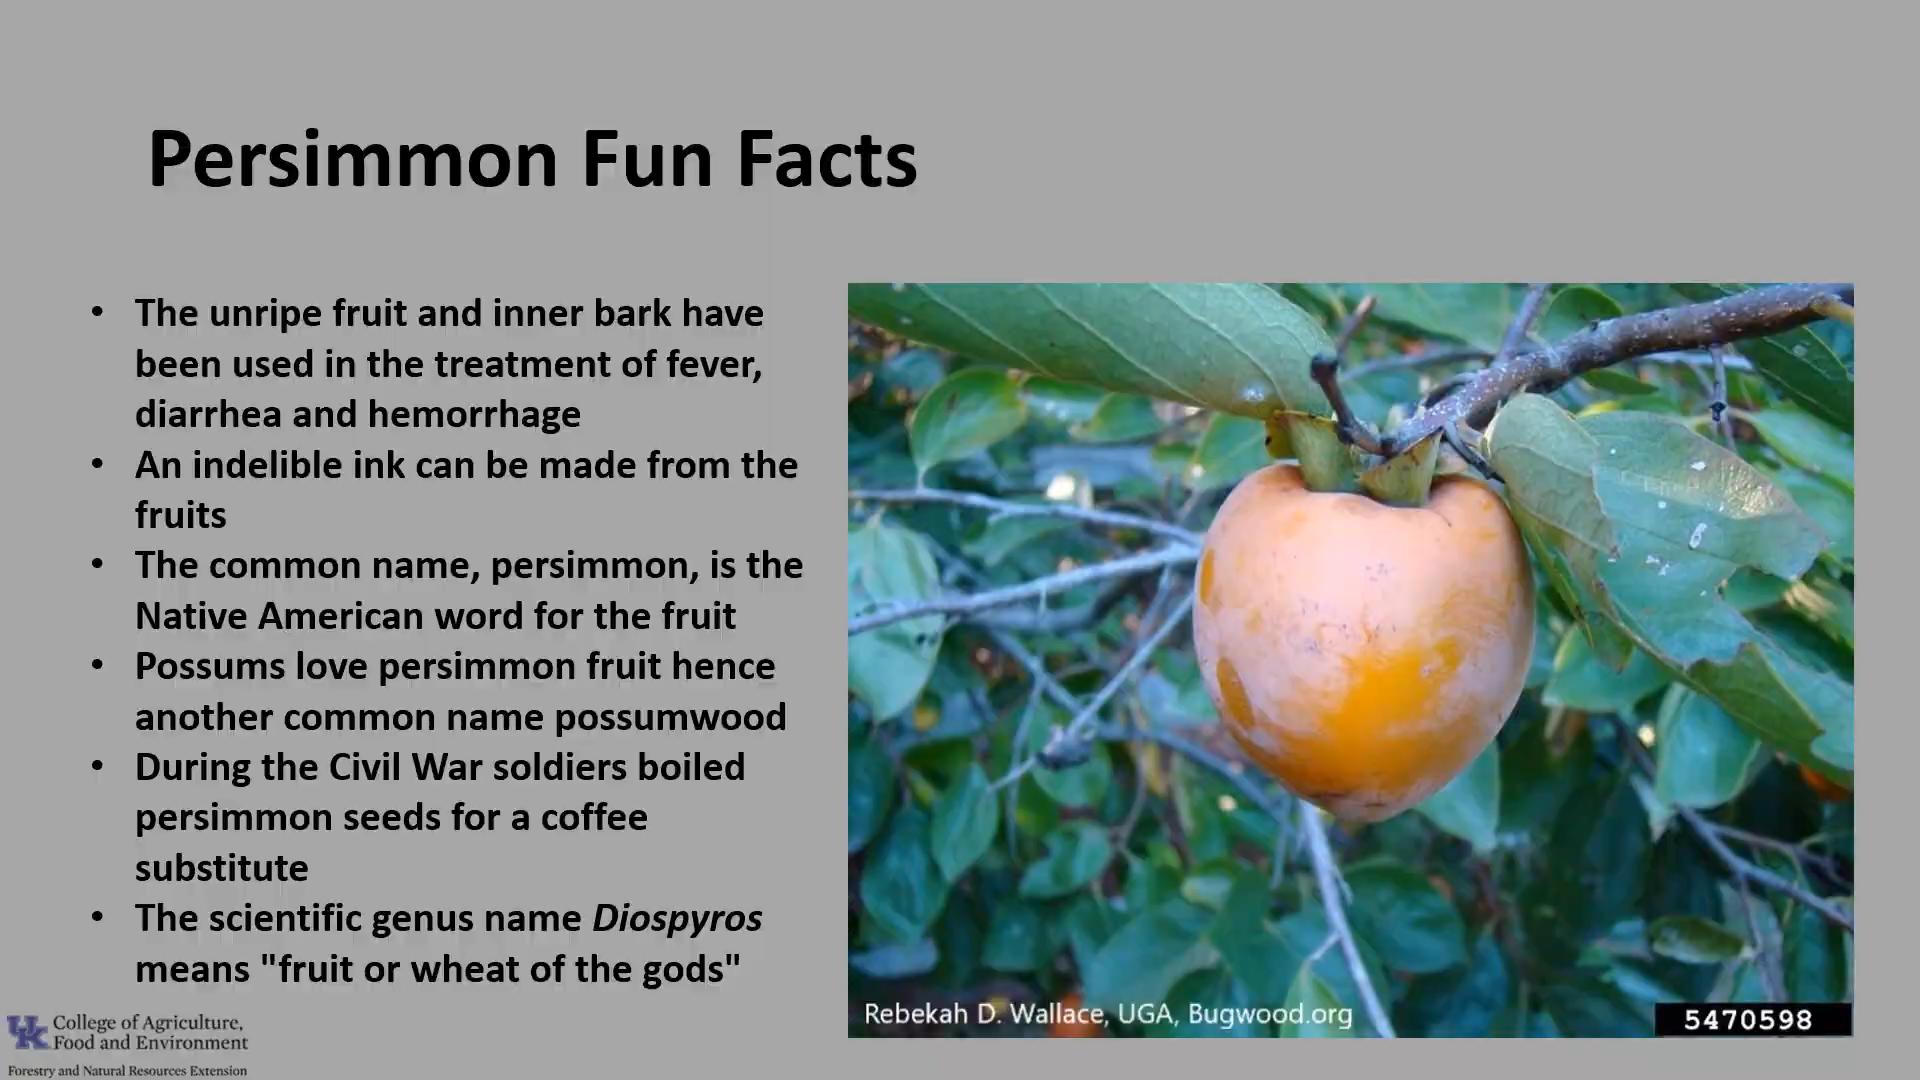 Persimmon Fun Facts
• The unripe fruit and inner bark have
been used in the treatment of fever,
diarrhea and hemorrhage
• An indelible ink can be made from the
fruits
• The common name, persimmon, is the
Native American word for the fruit
• Possums love persimmon fruit hence
another common name possumwood
• During the Civil War soldiers boiled
persimmon seeds for a coffee
substitute
• The scientific genus name Diospyros
means "fruit or wheat of the gods"
Rebekah D. Wallace, UGA, Bugwood.org
5470598
UK College of Agriculture,
Food and Environment
Forestry and Natural Resources Extension